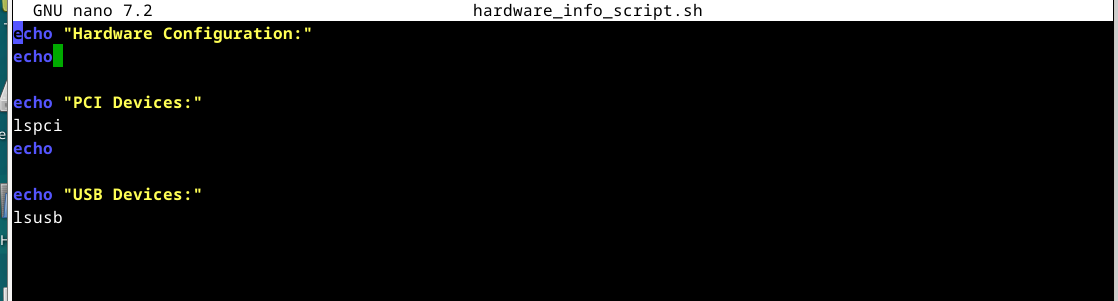 GNU nano 7.2 hardware_info_script.sh
echo "Hardware Configuration:"
echo
echo "PCI Devices:"
lspci
echo
echo "USB Devices:"
lsusb